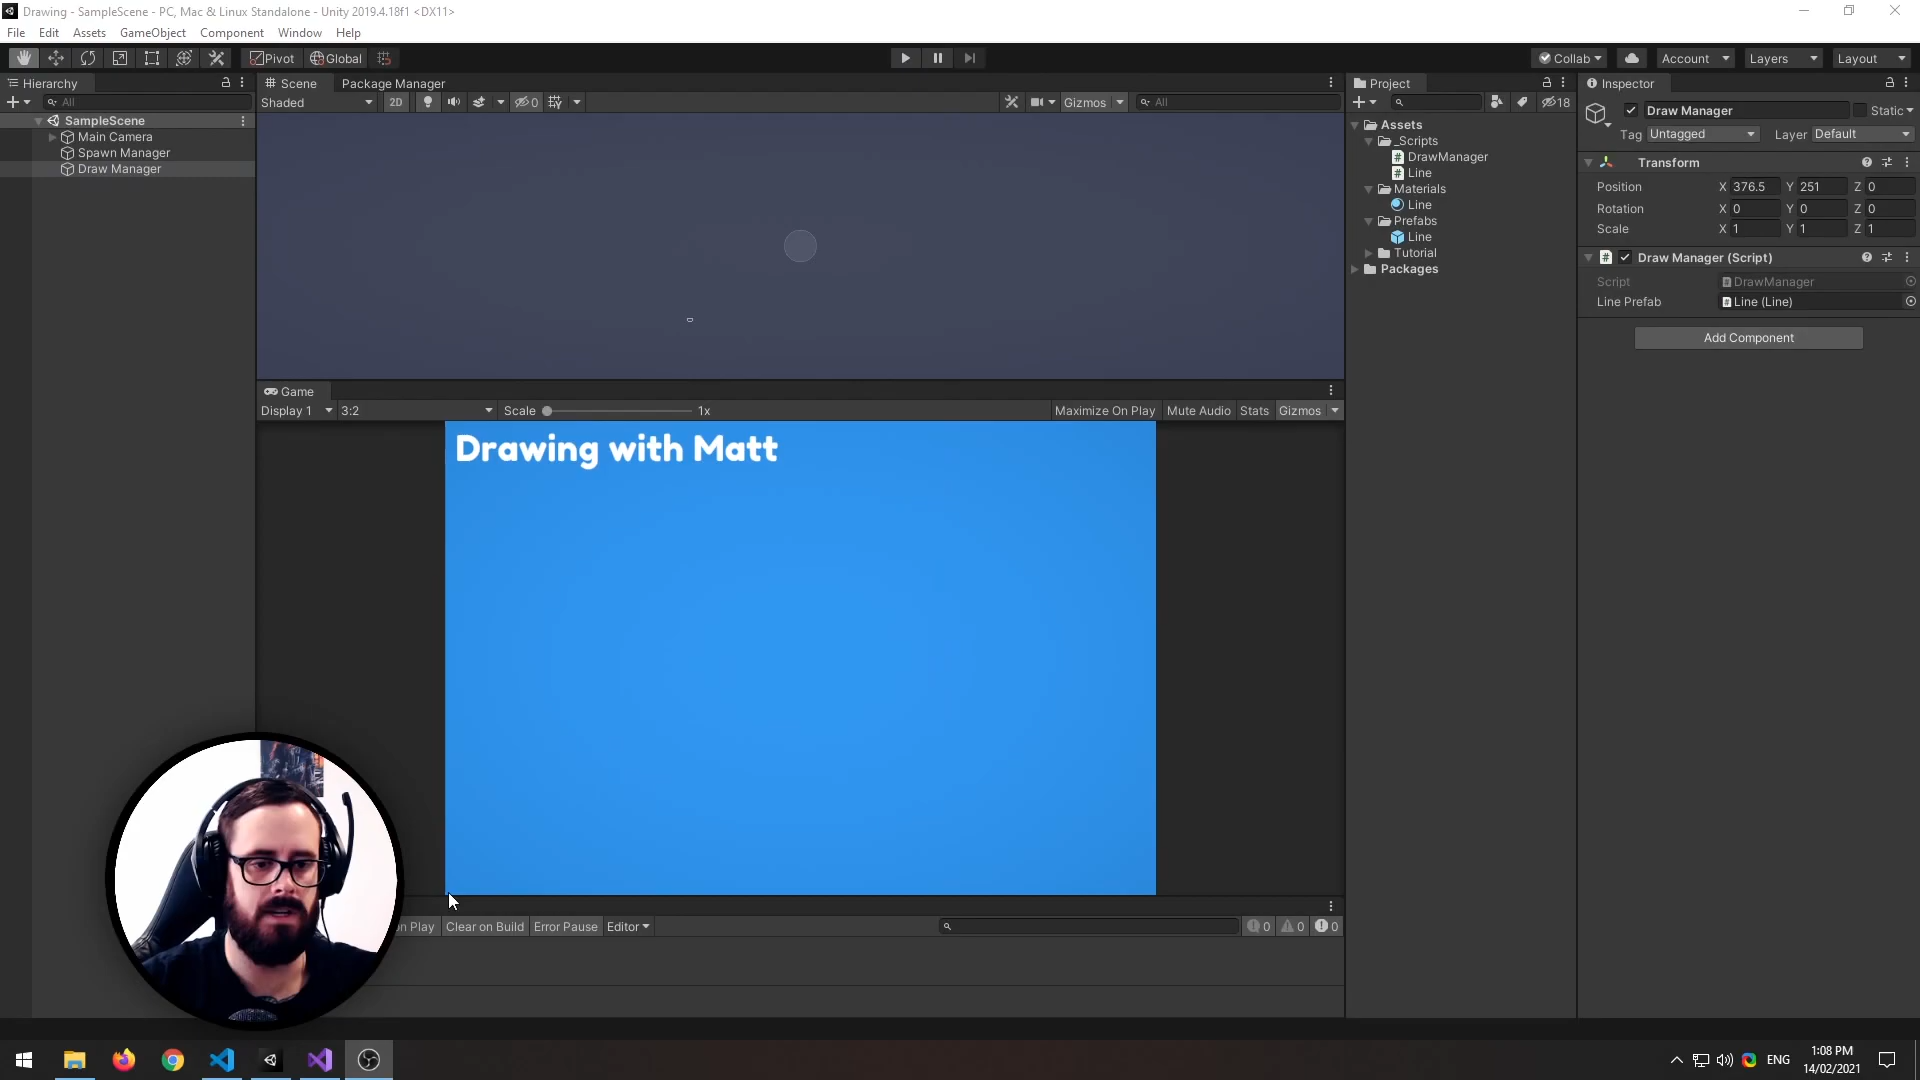 Drawing - SampleScene - PC, Mac & Linux Standalone - Unity 2019.4.18f1 <DX11>
File Edit Assets GameObject Component Window Help
Pivot Global Collab Account Layers Layout
Hierarchy
All
SampleScene
Main Camera
Spawn Manager
Draw Manager
Scene Package Manager
Shaded 2D 0 Gizmos All
Game
Display 1 3:2 Scale 1x Maximize On Play Mute Audio Stats Gizmos
Drawing with Matt
on Play Clear on Build Error Pause Editor 0 0 0
Project
18
Assets
_Scripts
DrawManager
Line
Materials
Line
Prefabs
Line
Tutorial
Packages
Inspector
Draw Manager Static
Tag Untagged Layer Default
Transform
Position X 376.5 Y 251 Z 0
Rotation X 0 Y 0 Z 0
Scale X 1 Y 1 Z 1
# Draw Manager (Script)
Script DrawManager
Line Prefab Line (Line)
Add Component
ENG
1:08 PM
14/02/2021